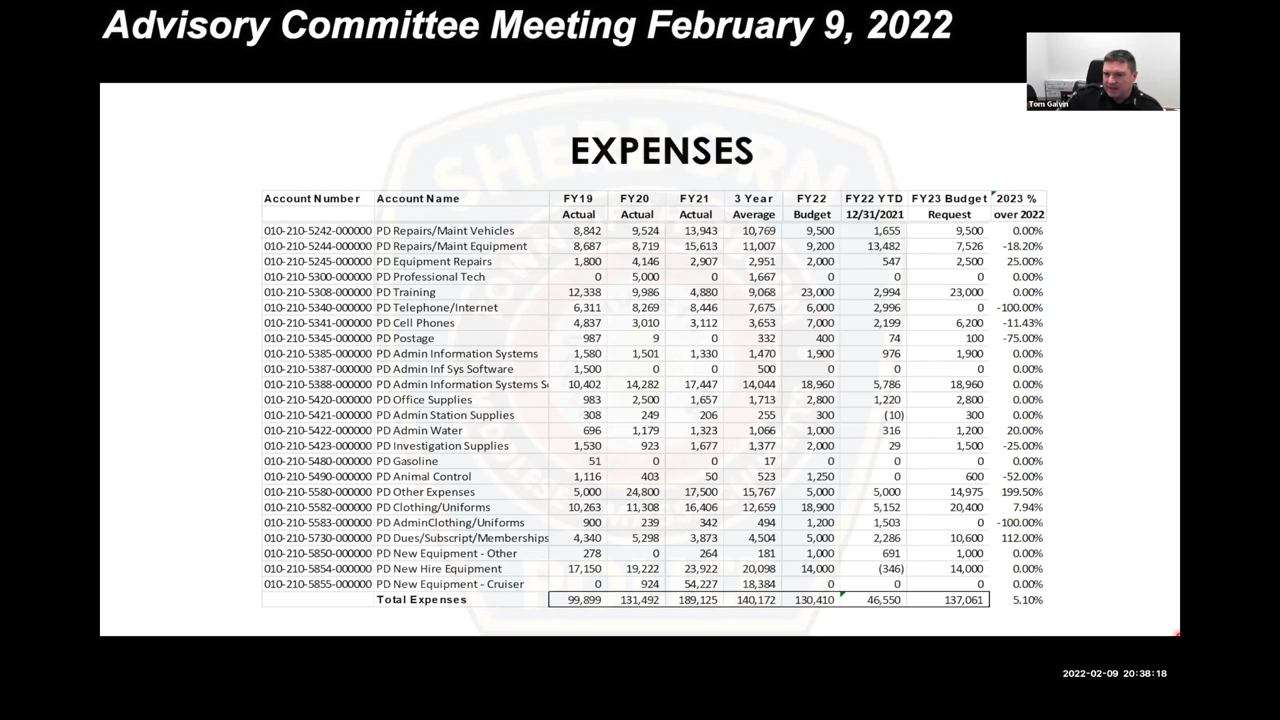 Advisory Committee Meeting February 9, 2022
Tom Galvin
EXPENSES
Account Number Account Name FY19 FY20 FY21 3 Year FY22 FY22 YTD FY23 Budget 2023 %
Actual Actual Actual Average Budget 12/31/2021 Request over 2022
010-210-5242-000000 PD Repairs/Maint Vehicles 8,842 9,524 13,943 10,769 9,500 1,655 9,500 0.00%
010-210-5244-000000 PD Repairs/Maint Equipment 8,687 8,719 15,613 11,007 9,200 13,482 7,526 -18.20%
010-210-5245-000000 PD Equipment Repairs 1,800 4,146 2,907 2,951 2,000 547 2,500 25.00%
010-210-5300-000000 PD Professional Tech 0 5,000 0 1,667 0 0 0 0.00%
010-210-5308-000000 PD Training 12,338 9,986 4,880 9,068 23,000 2,994 23,000 0.00%
010-210-5340-000000 PD Telephone/Internet 6,311 8,269 8,446 7,675 6,000 2,996 0 -100.00%
010-210-5341-000000 PD Cell Phones 4,837 3,010 3,112 3,653 7,000 2,199 6,200 -11.43%
010-210-5345-000000 PD Postage 987 9 0 332 400 74 100 -75.00%
010-210-5385-000000 PD Admin Information Systems 1,580 1,501 1,330 1,470 1,900 976 1,900 0.00%
010-210-5387-000000 PD Admin Inf Sys Software 1,500 0 0 500 0 0 0 0.00%
010-210-5388-000000 PD Admin Information Systems So 10,402 14,282 17,447 14,044 18,960 5,786 18,960 0.00%
010-210-5420-000000 PD Office Supplies 983 2,500 1,657 1,713 2,800 1,220 2,800 0.00%
010-210-5421-000000 PD Admin Station Supplies 308 249 206 255 300 (10) 300 0.00%
010-210-5422-000000 PD Admin Water 696 1,179 1,323 1,066 1,000 316 1,200 20.00%
010-210-5423-000000 PD Investigation Supplies 1,530 923 1,677 1,377 2,000 29 1,500 -25.00%
010-210-5480-000000 PD Gasoline 51 0 0 17 0 0 0 0.00%
010-210-5490-000000 PD Animal Control 1,116 403 50 523 1,250 0 600 -52.00%
010-210-5580-000000 PD Other Expenses 5,000 24,800 17,500 15,767 5,000 5,000 14,975 199.50%
010-210-5582-000000 PD Clothing/Uniforms 10,263 11,308 16,406 12,659 18,900 5,152 20,400 7.94%
010-210-5583-000000 PD AdminClothing/Uniforms 900 239 342 494 1,200 1,503 0 -100.00%
010-210-5730-000000 PD Dues/Subscript/Memberships 4,340 5,298 3,873 4,504 5,000 2,286 10,600 112.00%
010-210-5850-000000 PD New Equipment - Other 278 0 264 181 1,000 691 1,000 0.00%
010-210-5854-000000 PD New Hire Equipment 17,150 19,222 23,922 20,098 14,000 (346) 14,000 0.00%
010-210-5855-000000 PD New Equipment - Cruiser 0 924 54,227 18,384 0 0 0 0.00%
Total Expenses 99,899 131,492 189,125 140,172 130,410 46,550 137,061 5.10%
2022-02-09 20:38:18